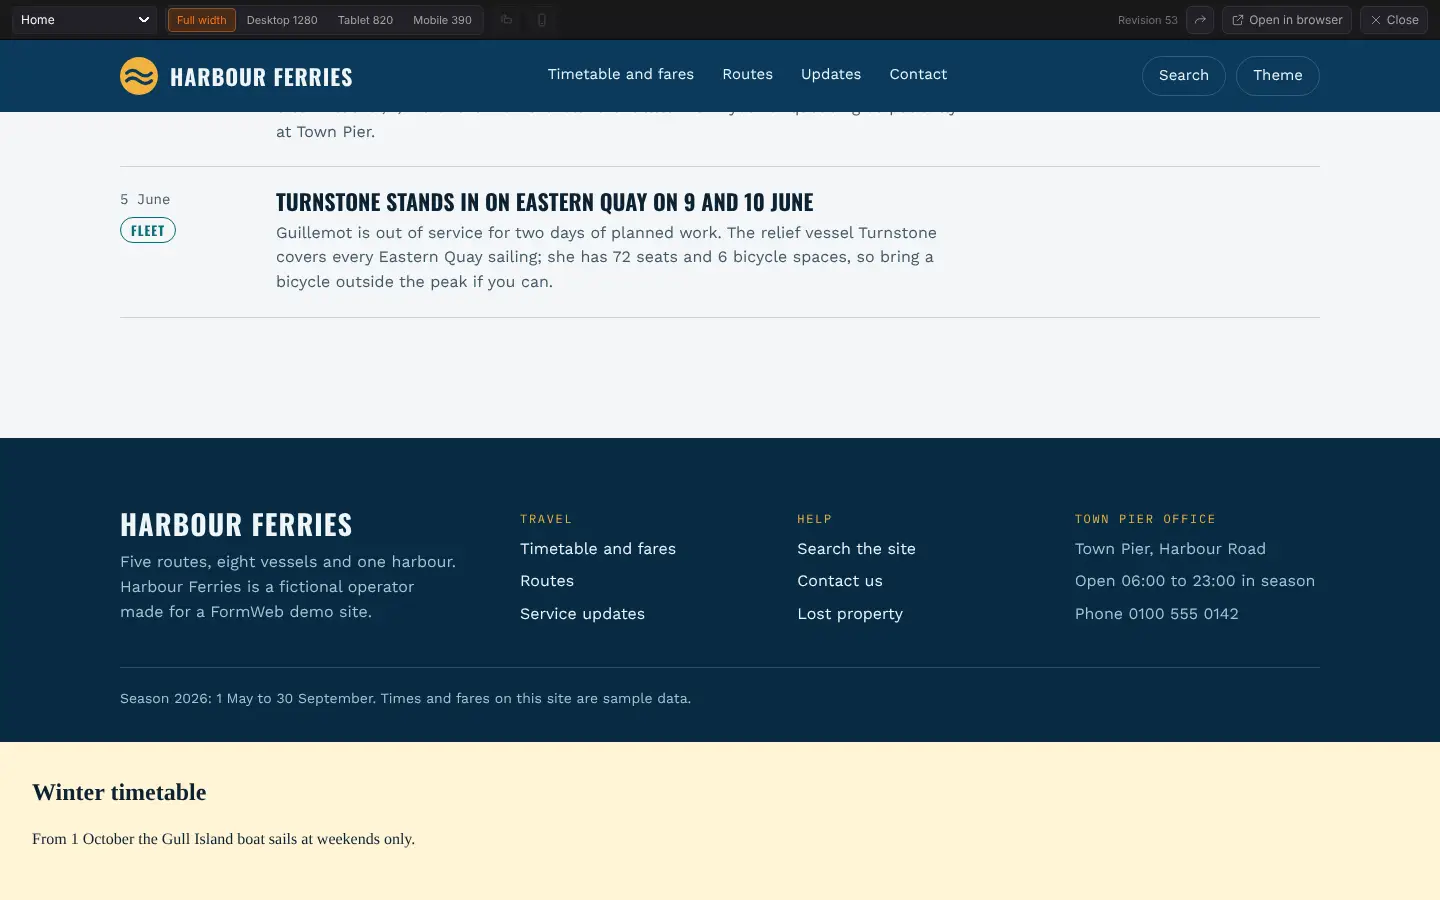 Home
Full width
Desktop 1280
Tablet 820
Mobile 390
Revision 53
Open in browser
Close
HARBOUR FERRIES
Timetable and fares
Routes
Updates
Contact
Search
Theme
at Town Pier.
5 June
FLEET
TURNSTONE STANDS IN ON EASTERN QUAY ON 9 AND 10 JUNE
Guillemot is out of service for two days of planned work. The relief vessel Turnstone
covers every Eastern Quay sailing; she has 72 seats and 6 bicycle spaces, so bring a
bicycle outside the peak if you can.
HARBOUR FERRIES
Five routes, eight vessels and one harbour.
Harbour Ferries is a fictional operator
made for a FormWeb demo site.
TRAVEL
Timetable and fares
Routes
Service updates
HELP
Search the site
Contact us
Lost property
TOWN PIER OFFICE
Town Pier, Harbour Road
Open 06:00 to 23:00 in season
Phone 0100 555 0142
Season 2026: 1 May to 30 September. Times and fares on this site are sample data.
Winter timetable
From 1 October the Gull Island boat sails at weekends only.